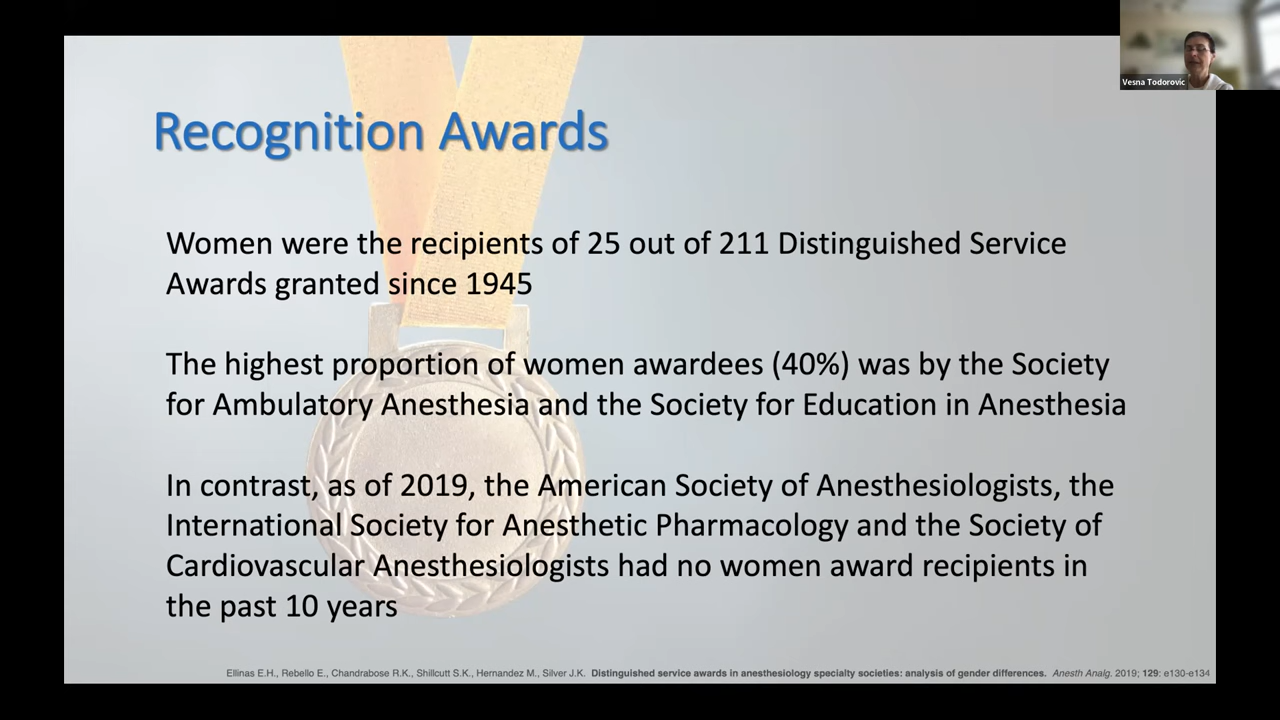 Vesna Todorovic
Recognition Awards
Women were the recipients of 25 out of 211 Distinguished Service
Awards granted since 1945
The highest proportion of women awardees (40%) was by the Society
for Ambulatory Anesthesia and the Society for Education in Anesthesia
In contrast, as of 2019, the American Society of Anesthesiologists, the
International Society for Anesthetic Pharmacology and the Society of
Cardiovascular Anesthesiologists had no women award recipients in
the past 10 years
Ellinas E.H., Rebello E., Chandrabose R.K., Shillcutt S.K., Hernandez M., Silver J.K. Distinguished service awards in anesthesiology specialty societies: analysis of gender differences. Anesth Analg. 2019; 129: e130-e134